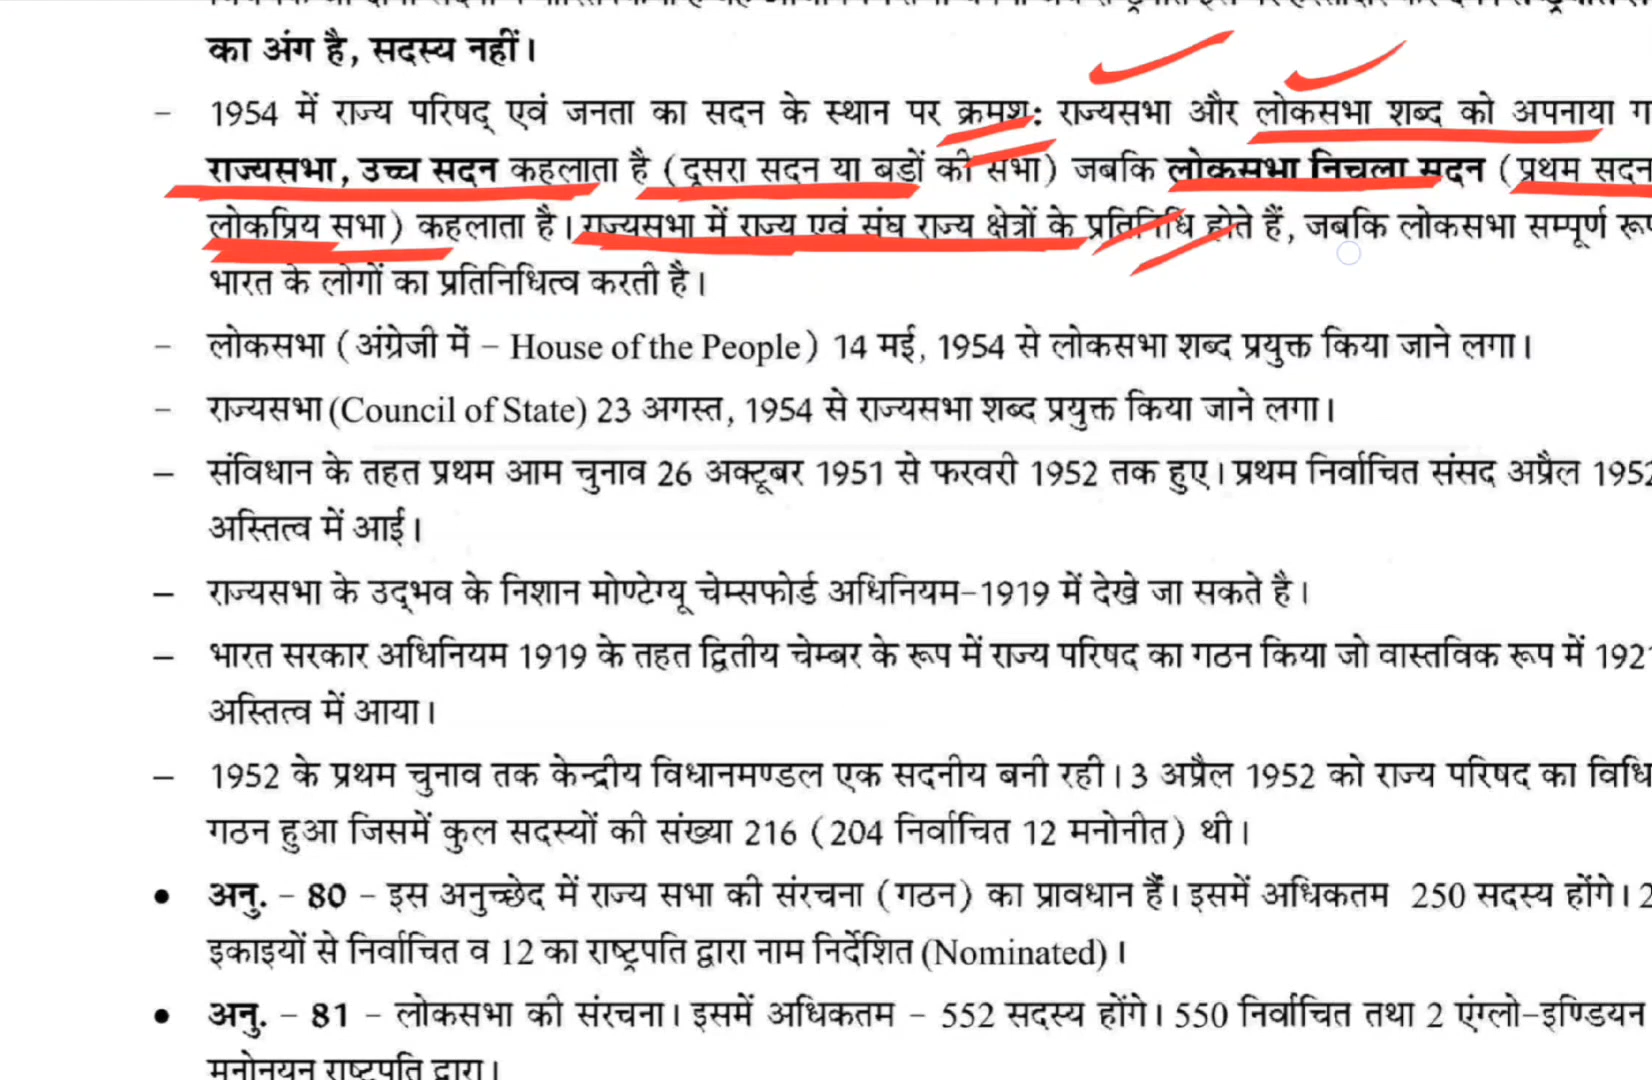 का अंग है, सदस्य नहीं।
– 1954 में राज्य परिषद् एवं जनता का सदन के स्थान पर क्रमश: राज्यसभा और लोकसभा शब्द को अपनाया
राज्यसभा, उच्च सदन कहलाता है (दूसरा सदन या बड़ों की सभा) जबकि लोकसभा निचला सदन (प्रथम सदन
लोकप्रिय सभा) कहलाता है। राज्यसभा में राज्य एवं संघ राज्य क्षेत्रों के प्रतिनिधि होते हैं, जबकि लोकसभा सम्पूर्ण
भारत के लोगों का प्रतिनिधित्व करती है।
– लोकसभा (अंग्रेजी में – House of the People) 14 मई, 1954 से लोकसभा शब्द प्रयुक्त किया जाने लगा।
– राज्यसभा (Council of State) 23 अगस्त, 1954 से राज्यसभा शब्द प्रयुक्त किया जाने लगा।
– संविधान के तहत प्रथम आम चुनाव 26 अक्टूबर 1951 से फरवरी 1952 तक हुए। प्रथम निर्वाचित संसद अप्रैल 1952
अस्तित्व में आई।
– राज्यसभा के उद्भव के निशान मोण्टेग्यू चेम्सफोर्ड अधिनियम-1919 में देखे जा सकते है।
– भारत सरकार अधिनियम 1919 के तहत द्वितीय चेम्बर के रूप में राज्य परिषद का गठन किया जो वास्तविक रूप में 1921
अस्तित्व में आया।
– 1952 के प्रथम चुनाव तक केन्द्रीय विधानमण्डल एक सदनीय बनी रही। 3 अप्रैल 1952 को राज्य परिषद का
गठन हुआ जिसमें कुल सदस्यों की संख्या 216 (204 निर्वाचित 12 मनोनीत) थी।
• अनु. – 80 – इस अनुच्छेद में राज्य सभा की संरचना (गठन) का प्रावधान हैं। इसमें अधिकतम 250 सदस्य होंगे।
इकाइयों से निर्वाचित व 12 का राष्ट्रपति द्वारा नाम निर्देशित (Nominated) ।
• अनु. – 81 – लोकसभा की संरचना। इसमें अधिकतम – 552 सदस्य होंगे। 550 निर्वाचित तथा 2 एंग्लो-इण्डियन
मनोनयन राष्ट्रपति द्वारा।